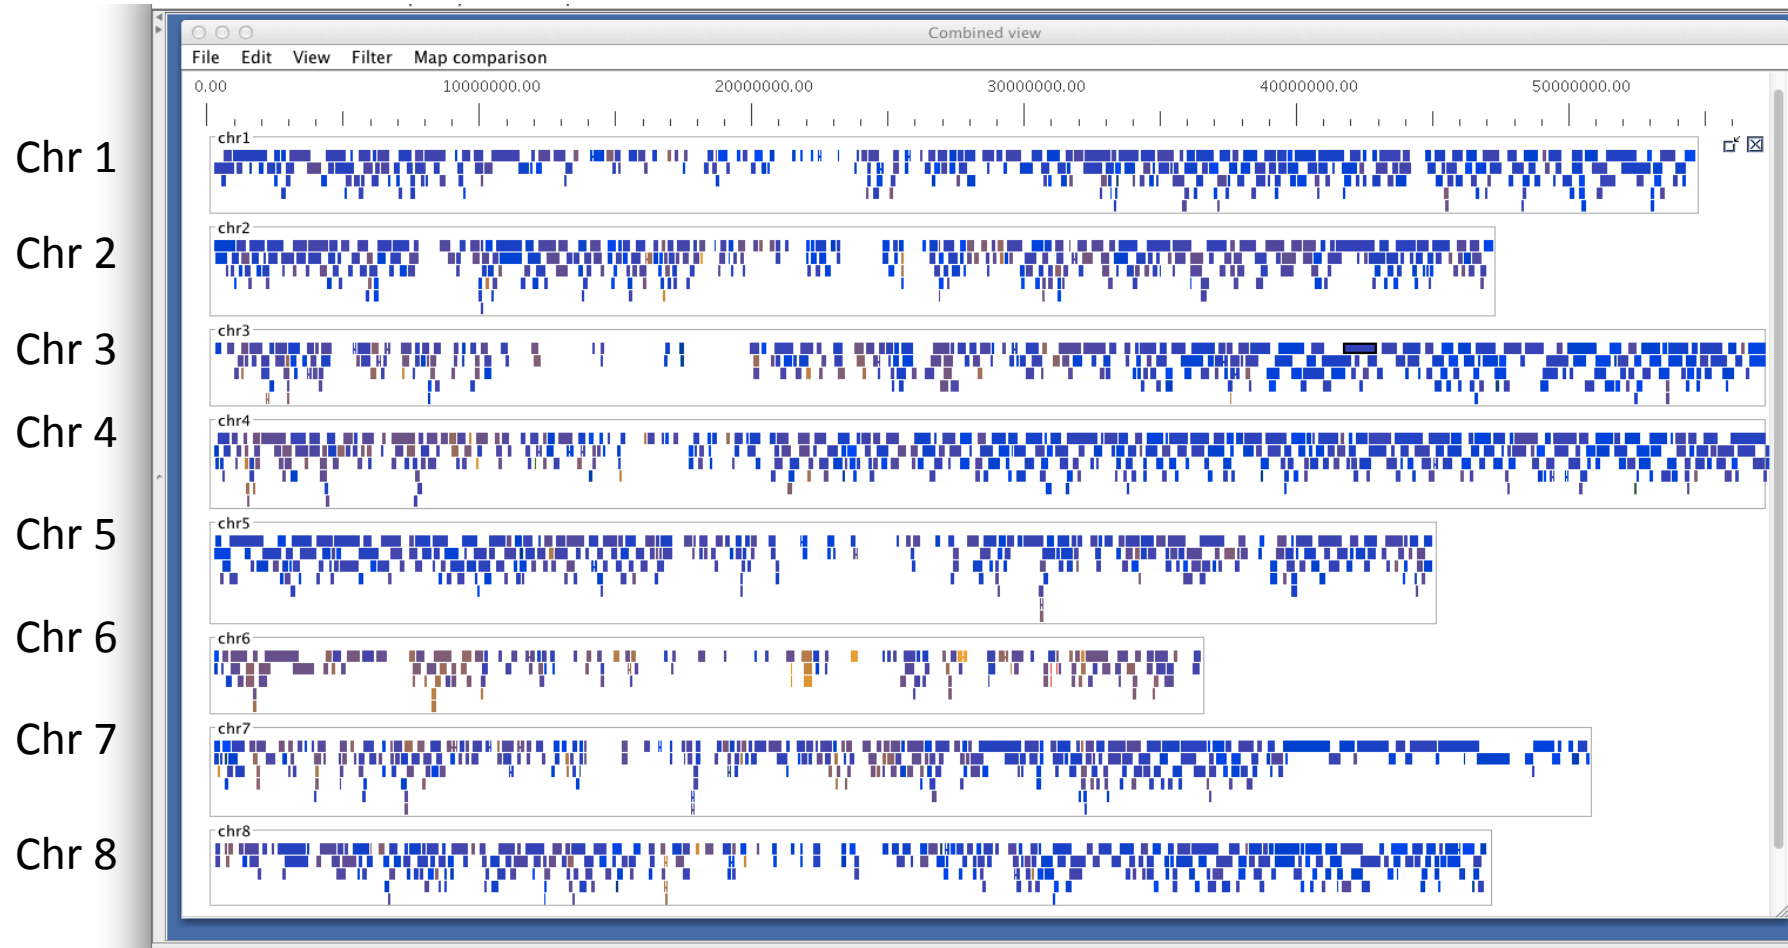 Combined view
File Edit View Filter Map comparison
0.00 10000000.00 20000000.00 30000000.00 40000000.00 50000000.00
Chr 1
chr1
Chr 2
chr2
Chr 3
chr3
Chr 4
chr4
Chr 5
chr5
Chr 6
chr6
Chr 7
chr7
Chr 8
chr8